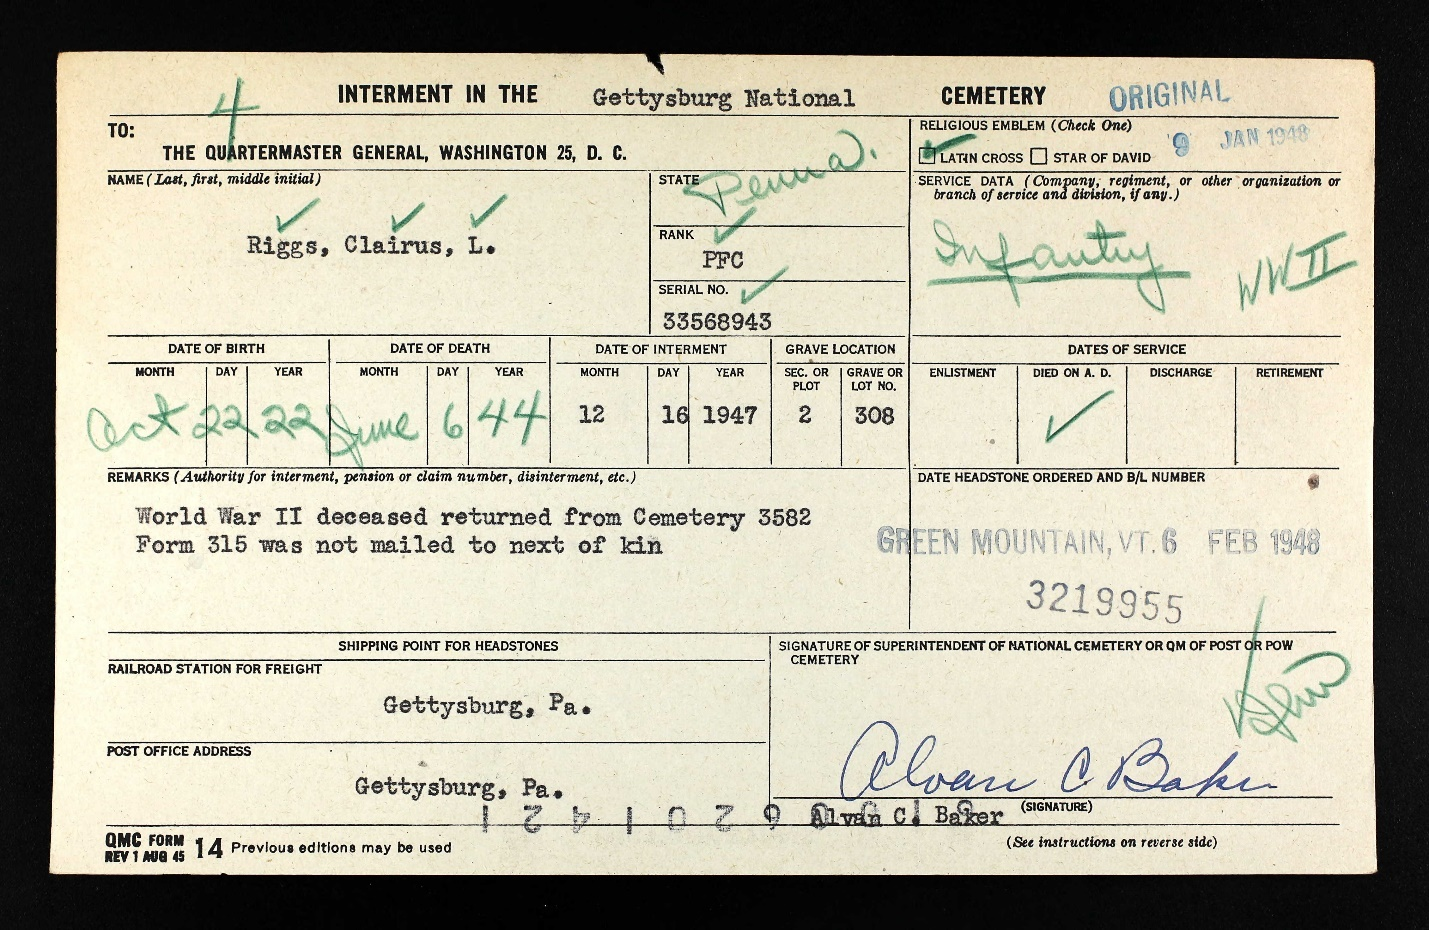 4
INTERMENT IN THE Gettysburg National CEMETERY ORIGINAL
TO:
THE QUARTERMASTER GENERAL, WASHINGTON 25, D. C.
RELIGIOUS EMBLEM (Check One)
9 JAN 1948
LATIN CROSS STAR OF DAVID
NAME (Last, first, middle initial)
Riggs, Clairus, L.
STATE Penna.
RANK
PFC
SERIAL NO.
33568943
SERVICE DATA (Company, regiment, or other organization or
branch of service and division, if any.)
Infantry WW II
DATE OF BIRTH DATE OF DEATH DATE OF INTERMENT GRAVE LOCATION DATES OF SERVICE
MONTH DAY YEAR MONTH DAY YEAR MONTH DAY YEAR SEC. OR PLOT GRAVE OR LOT NO. ENLISTMENT DIED ON A. D. DISCHARGE RETIREMENT
Oct 22 22 June 6 44 12 16 1947 2 308 ✓
REMARKS (Authority for interment, pension or claim number, disinterment, etc.)
World War II deceased returned from Cemetery 3582
Form 315 was not mailed to next of kin
DATE HEADSTONE ORDERED AND B/L NUMBER
GREEN MOUNTAIN, VT. 6 FEB 1948
3219955
SHIPPING POINT FOR HEADSTONES
RAILROAD STATION FOR FREIGHT
Gettysburg, Pa.
POST OFFICE ADDRESS
Gettysburg, Pa.
SIGNATURE OF SUPERINTENDENT OF NATIONAL CEMETERY OR QM OF POST OR POW
CEMETERY
Alvan C Baker
Alvan C. Baker (SIGNATURE)
QMC FORM
REV 1 AUG 45 14 Previous editions may be used
(See instructions on reverse side)